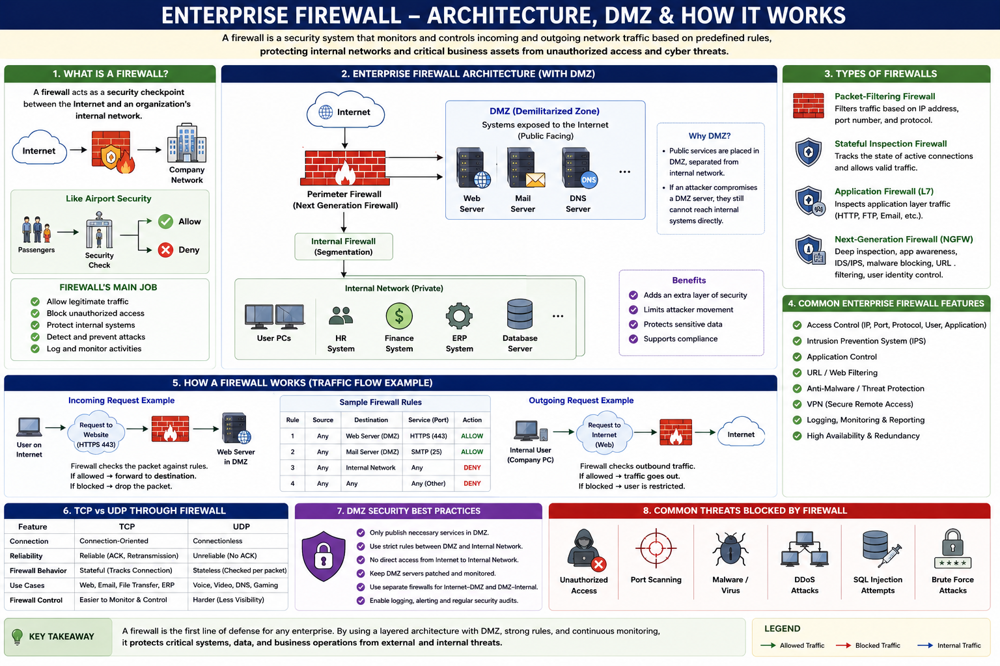 ENTERPRISE FIREWALL – ARCHITECTURE, DMZ & HOW IT WORKS
A firewall is a security system that monitors and controls incoming and outgoing network traffic based on predefined rules,
protecting internal networks and critical business assets from unauthorized access and cyber threats.
1. WHAT IS A FIREWALL?
A firewall acts as a security checkpoint
between the Internet and an organization's
internal network.
Internet
Company
Network
Like Airport Security
Passengers
Security
Check
Allow
Deny
FIREWALL'S MAIN JOB
Allow legitimate traffic
Block unauthorized access
Protect internal systems
Detect and prevent attacks
Log and monitor activities
2. ENTERPRISE FIREWALL ARCHITECTURE (WITH DMZ)
Internet
Perimeter Firewall
(Next Generation Firewall)
DMZ (Demilitarized Zone)
Systems exposed to the Internet
(Public Facing)
Web
Server
Mail
Server
DNS
DNS
Server
...
Why DMZ?
• Public services are placed in
DMZ, separated from
internal network.
• If an attacker compromises
a DMZ server, they still
cannot reach internal
systems directly.
Internal Firewall
(Segmentation)
Internal Network (Private)
User PCs
HR
System
$
Finance
System
ERP
System
Database
Server
...
Benefits
Adds an extra layer of security
Limits attacker movement
Protects sensitive data
Supports compliance
3. TYPES OF FIREWALLS
Packet-Filtering Firewall
Filters traffic based on IP address,
port number, and protocol.
Stateful Inspection Firewall
Tracks the state of active connections
and allows valid traffic.
Application Firewall (L7)
Inspects application layer traffic
(HTTP, FTP, Email, etc.).
Next-Generation Firewall (NGFW)
Deep inspection, app awareness,
IDS/IPS, malware blocking, URL .
filtering, user identity control.
4. COMMON ENTERPRISE FIREWALL FEATURES
Access Control (IP, Port, Protocol, User, Application)
Intrusion Prevention System (IPS)
Application Control
URL / Web Filtering
Anti-Malware / Threat Protection
VPN (Secure Remote Access)
Logging, Monitoring & Reporting
High Availability & Redundancy
5. HOW A FIREWALL WORKS (TRAFFIC FLOW EXAMPLE)
Incoming Request Example
User on
Internet
Request to
Website
(HTTPS 443)
Web Server
in DMZ
Firewall checks the packet against rules.
If allowed → forward to destination.
If blocked → drop the packet.
Sample Firewall Rules
Rule Source Destination Service (Port) Action
1 Any Web Server (DMZ) HTTPS (443) ALLOW
2 Any Mail Server (DMZ) SMTP (25) ALLOW
3 Any Internal Network Any DENY
4 Any Any Any (Other) DENY
Outgoing Request Example
Internal User
(Company PC)
Request to
Internet
(Web)
Internet
Firewall checks outbound traffic.
If allowed → traffic goes out.
If blocked → user is restricted.
6. TCP vs UDP THROUGH FIREWALL
Feature TCP UDP
Connection Connection-Oriented Connectionless
Reliability Reliable (ACK, Retransmission) Unreliable (No ACK)
Firewall Behavior Stateful (Tracks Connection) Stateless (Checked per packet)
Use Cases Web, Email, File Transfer, ERP Voice, Video, DNS, Gaming
Firewall Control Easier to Monitor & Control Harder (Less Visibility)
7. DMZ SECURITY BEST PRACTICES
Only publish neccesary services in DMZ.
Use strict rules between DMZ and Internal Network.
No direct access from Internet to Internal Network.
Keep DMZ servers patched and monitored.
Use separate firewalls for Internet–DMZ and DMZ–Internal.
Enable logging, alerting and regular security audits.
8. COMMON THREATS BLOCKED BY FIREWALL
Unauthorized
Access
Port Scanning
Malware /
Virus
DDoS
Attacks
SQL Injection
Attempts
****
Brute Force
Attacks
KEY TAKEAWAY
A firewall is the first line of defense for any enterprise. By using a layered architecture with DMZ, strong rules, and continuous monitoring,
it protects critical systems, data, and business operations from external and internal threats.
LEGEND
Allowed Traffic
Blocked Traffic
Internal Traffic